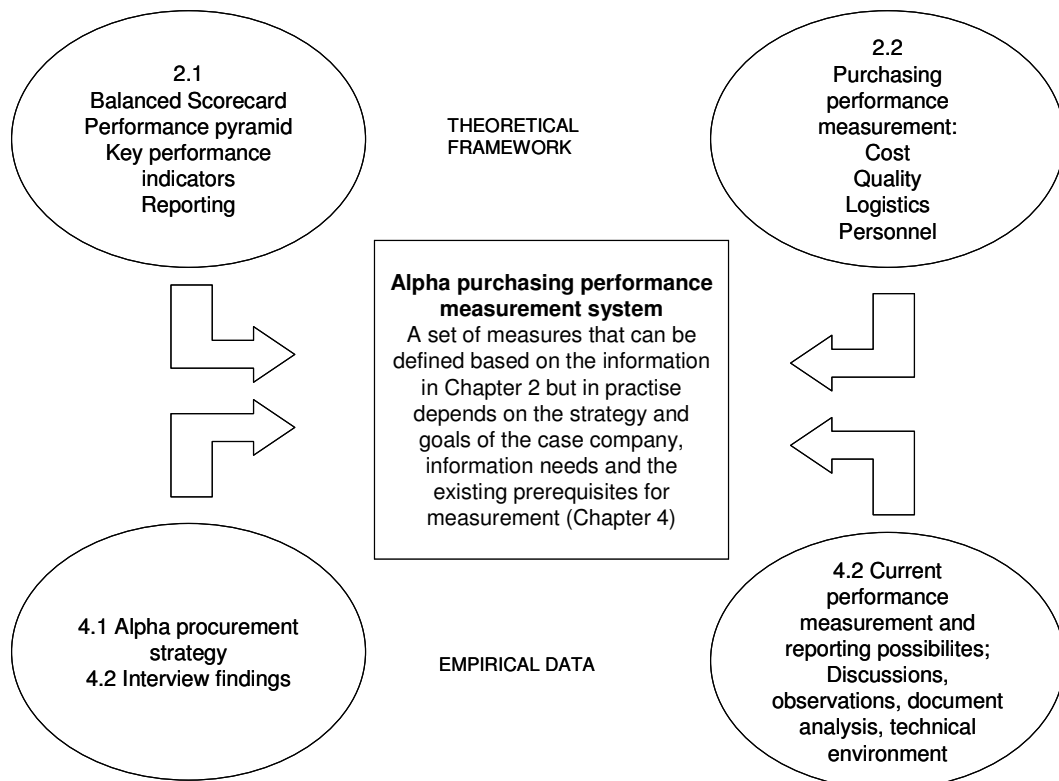 2.1
Balanced Scorecard
Performance pyramid
Key performance
indicators
Reporting
THEORETICAL
FRAMEWORK
2.2
Purchasing
performance
measurement:
Cost
Quality
Logistics
Personnel
Alpha purchasing performance
measurement system
A set of measures that can be
defined based on the information
in Chapter 2 but in practise
depends on the strategy and
goals of the case company,
information needs and the
existing prerequisites for
measurement (Chapter 4)
4.1 Alpha procurement
strategy
4.2 Interview findings
EMPIRICAL DATA
4.2 Current
performance
measurement and
reporting possibilites;
Discussions,
observations, document
analysis, technical
environment